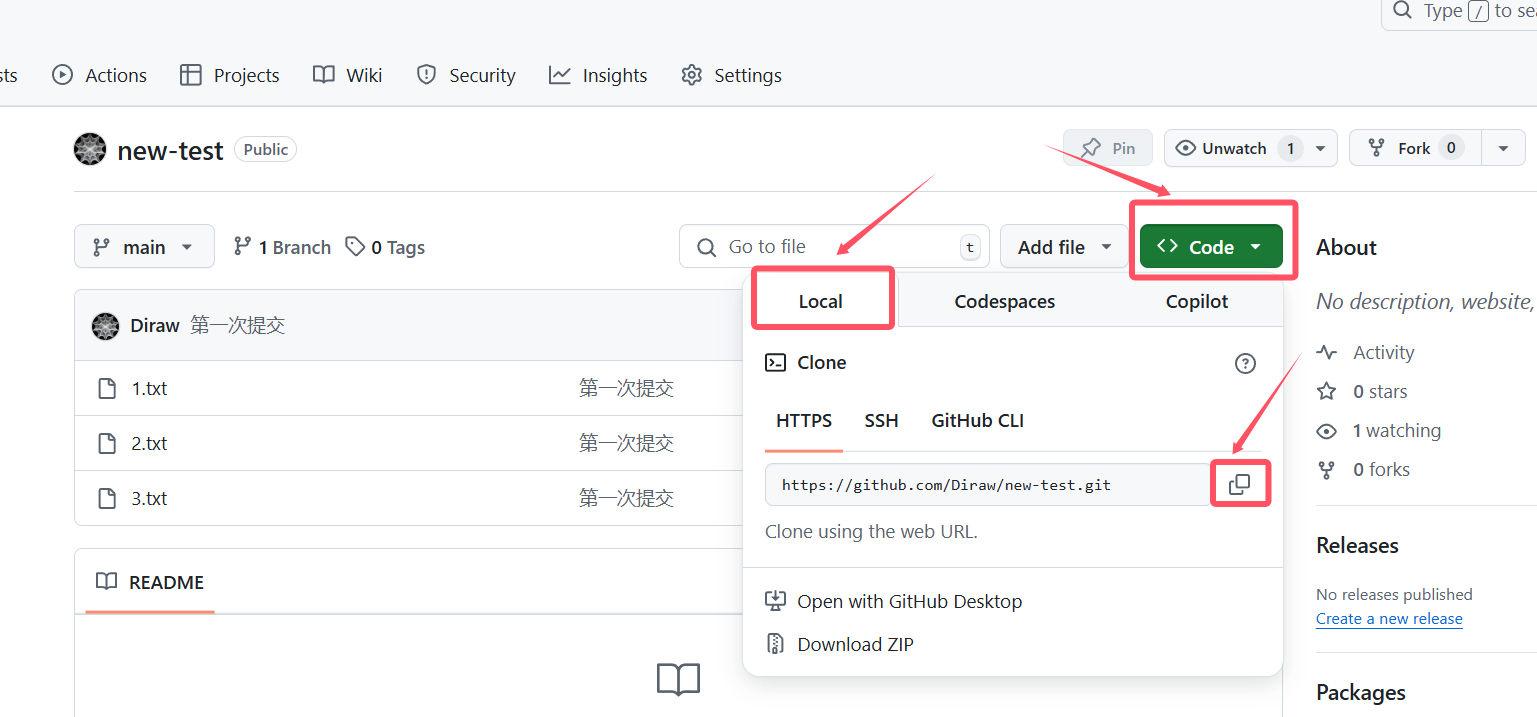 Type / to sea
sts Actions Projects Wiki Security Insights Settings
new-test Public Pin Unwatch 1 Fork 0
main 1 Branch 0 Tags Go to file t Add file Code About
Local Codespaces Copilot
No description, website,
Diraw 第一次提交
Clone
Activity
1.txt 第一次提交
0 stars
HTTPS SSH GitHub CLI
1 watching
2.txt 第一次提交
0 forks
https://github.com/Diraw/new-test.git
3.txt 第一次提交
Clone using the web URL.
Releases
README
No releases published
Open with GitHub Desktop
Create a new release
Download ZIP
Packages